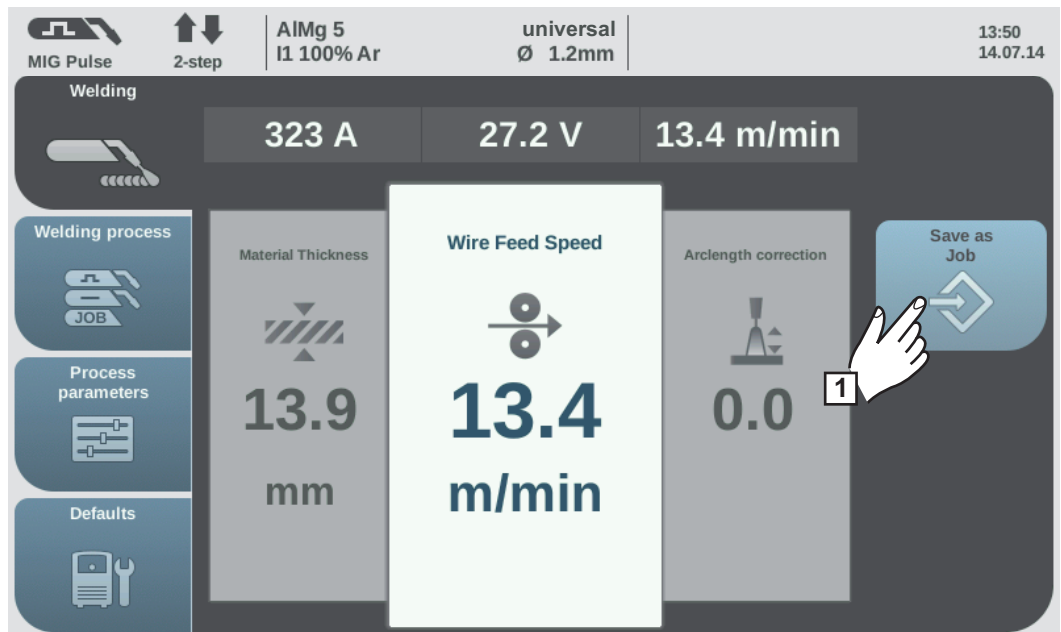 MIG Pulse
2-step
AlMg 5
I1 100% Ar
universal
Ø 1.2mm
13:50
14.07.14
Welding
323 A
27.2 V
13.4 m/min
Welding process
JOB
Process
parameters
Defaults
Material Thickness
13.9
mm
Wire Feed Speed
13.4
m/min
Arclength correction
0.0
Save as
Job
1